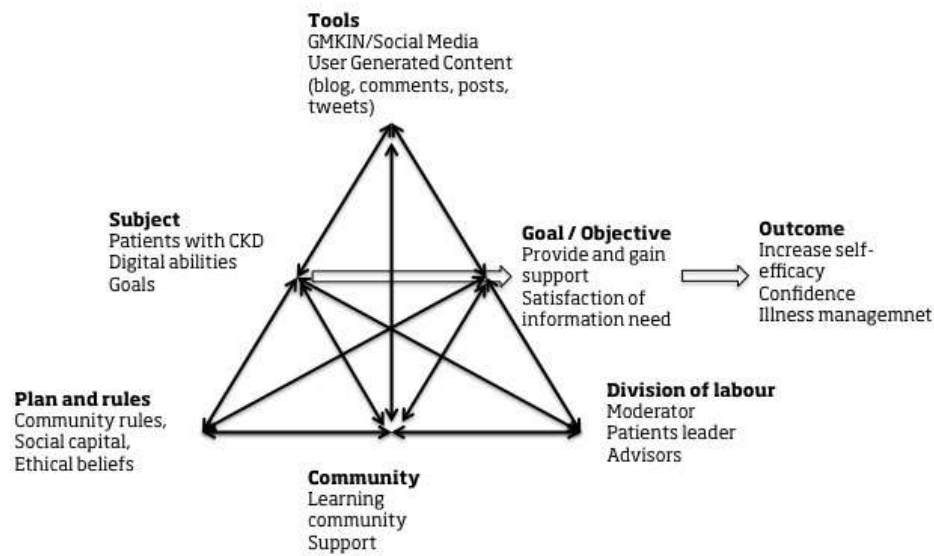 Tools
GMKIN/Social Media
User Generated Content
(blog, comments, posts,
tweets)
Subject
Patients with CKD
Digital abilities
Goals
Goal / Objective
Provide and gain
support
Satisfaction of
information need
Outcome
Increase self-
efficacy
Confidence
Illness managemnet
Plan and rules
Community rules,
Social capital,
Ethical beliefs
Division of labour
Moderator
Patients leader
Advisors
Community
Learning
community
Support